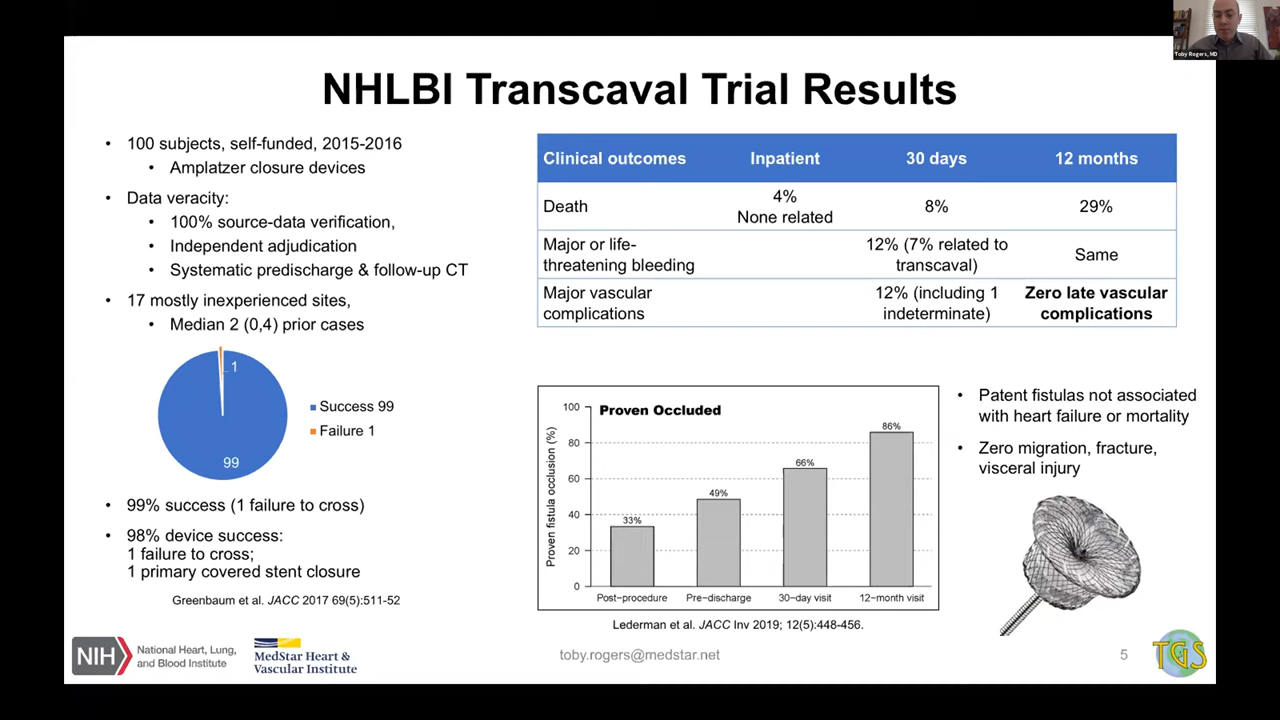 Toby Rogers, MD
NHLBI Transcaval Trial Results
• 100 subjects, self-funded, 2015-2016
• Amplatzer closure devices
• Data veracity:
• 100% source-data verification,
• Independent adjudication
• Systematic predischarge & follow-up CT
• 17 mostly inexperienced sites,
• Median 2 (0,4) prior cases
1
99
Success 99
Failure 1
• 99% success (1 failure to cross)
• 98% device success:
1 failure to cross;
1 primary covered stent closure
Greenbaum et al. JACC 2017 69(5):511-52
Clinical outcomes Inpatient 30 days 12 months
Death 4% None related 8% 29%
Major or life-
threatening bleeding
12% (7% related to
transcaval)
Same
Major vascular
complications
12% (including 1
indeterminate)
Zero late vascular
complications
Proven Occluded
Proven fistula occlusion (%)
100
80
60
40
20
0
33%
49%
66%
86%
Post-procedure Pre-discharge 30-day visit 12-month visit
Lederman et al. JACC Inv 2019; 12(5):448-456.
• Patent fistulas not associated
with heart failure or mortality
• Zero migration, fracture,
visceral injury
NIH
National Heart, Lung,
and Blood Institute
MedStar Heart &
Vascular Institute
toby.rogers@medstar.net
5
TGS